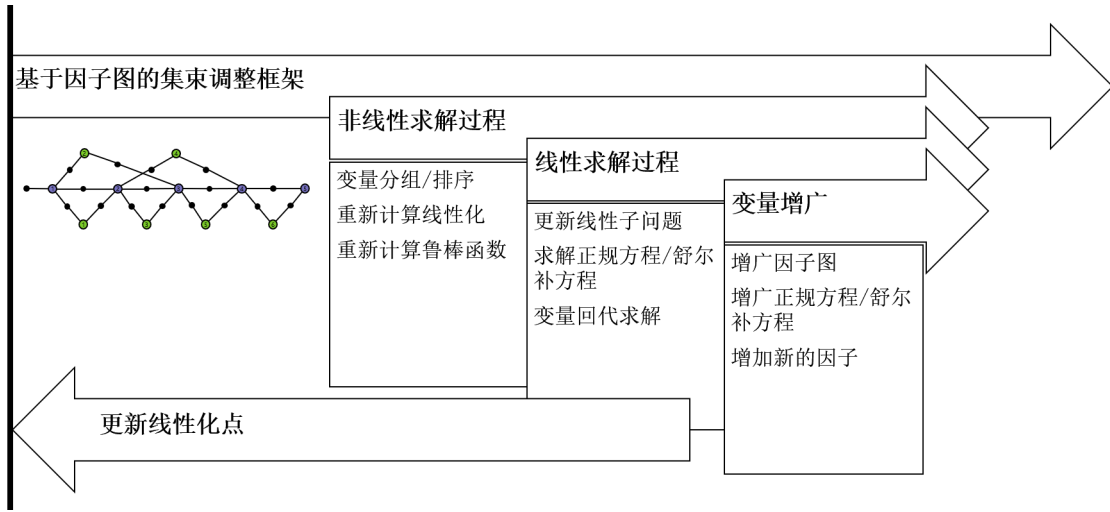 基于因子图的集束调整框架
非线性求解过程
变量分组/排序
重新计算线性化
重新计算鲁棒函数
线性求解过程
更新线性子问题
求解正规方程/舒尔
补方程
变量回代求解
变量增广
增广因子图
增广正规方程/舒尔
补方程
增加新的因子
更新线性化点